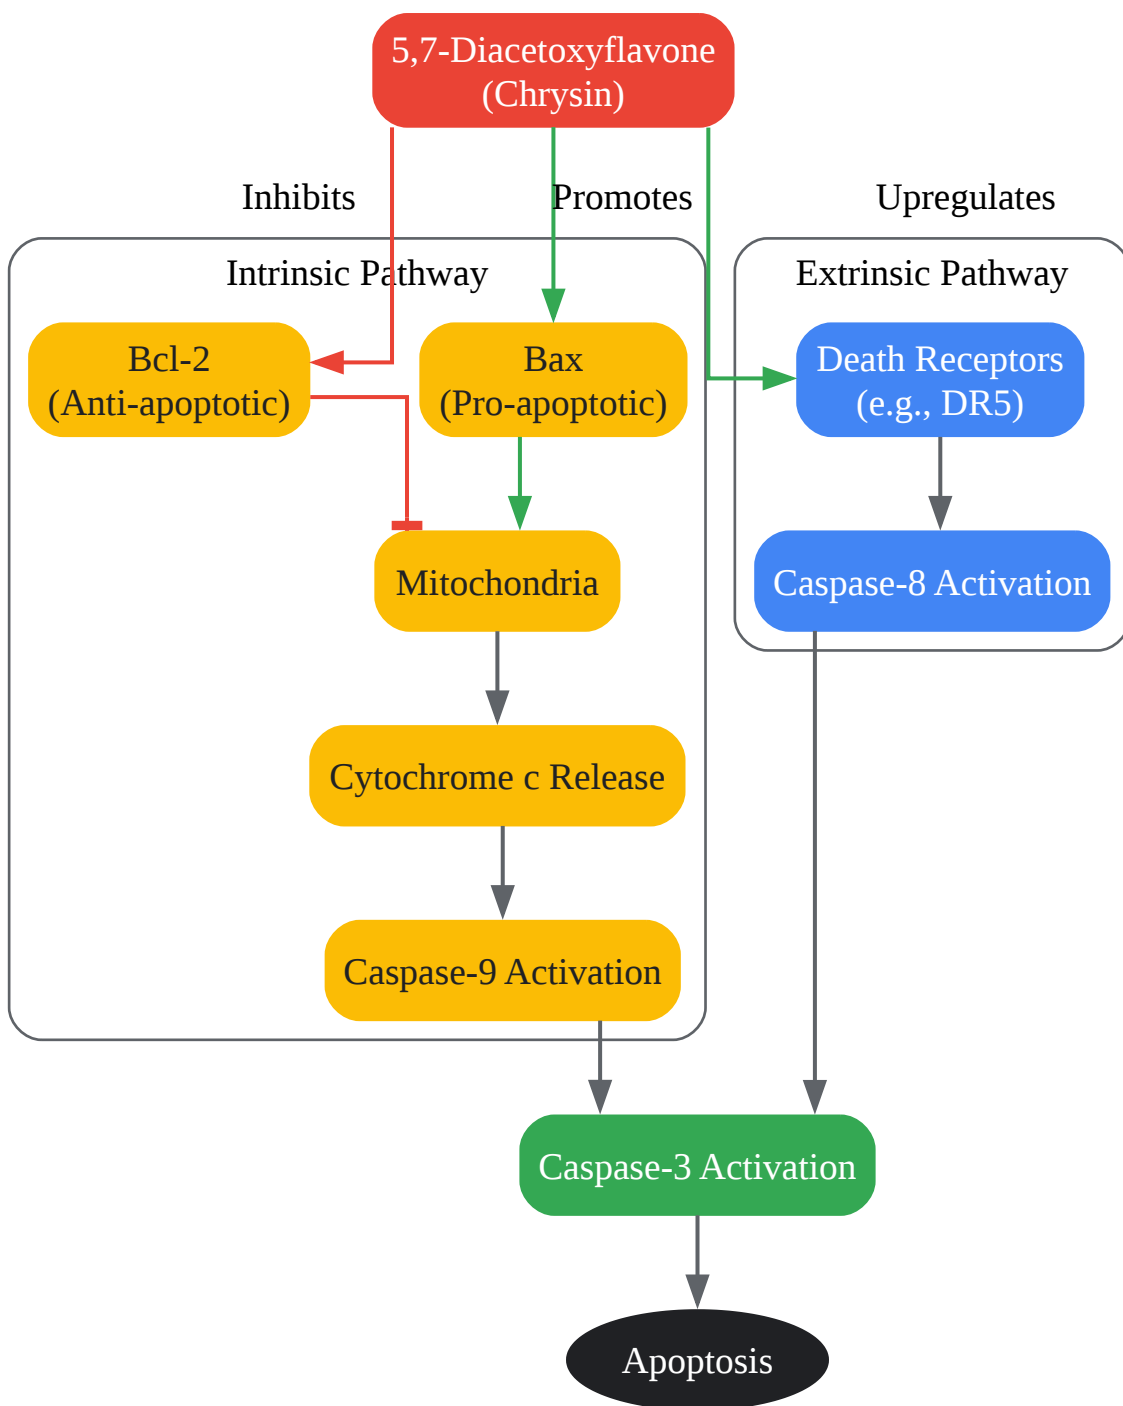 5,7-Diacetoxyflavone
(Chrysin)
Inhibits
Promotes
Upregulates
Intrinsic Pathway
Extrinsic Pathway
Bcl-2
(Anti-apoptotic)
Bax
(Pro-apoptotic)
Death Receptors
(e.g., DR5)
Mitochondria
Caspase-8 Activation
Cytochrome c Release
Caspase-9 Activation
Caspase-3 Activation
Apoptosis